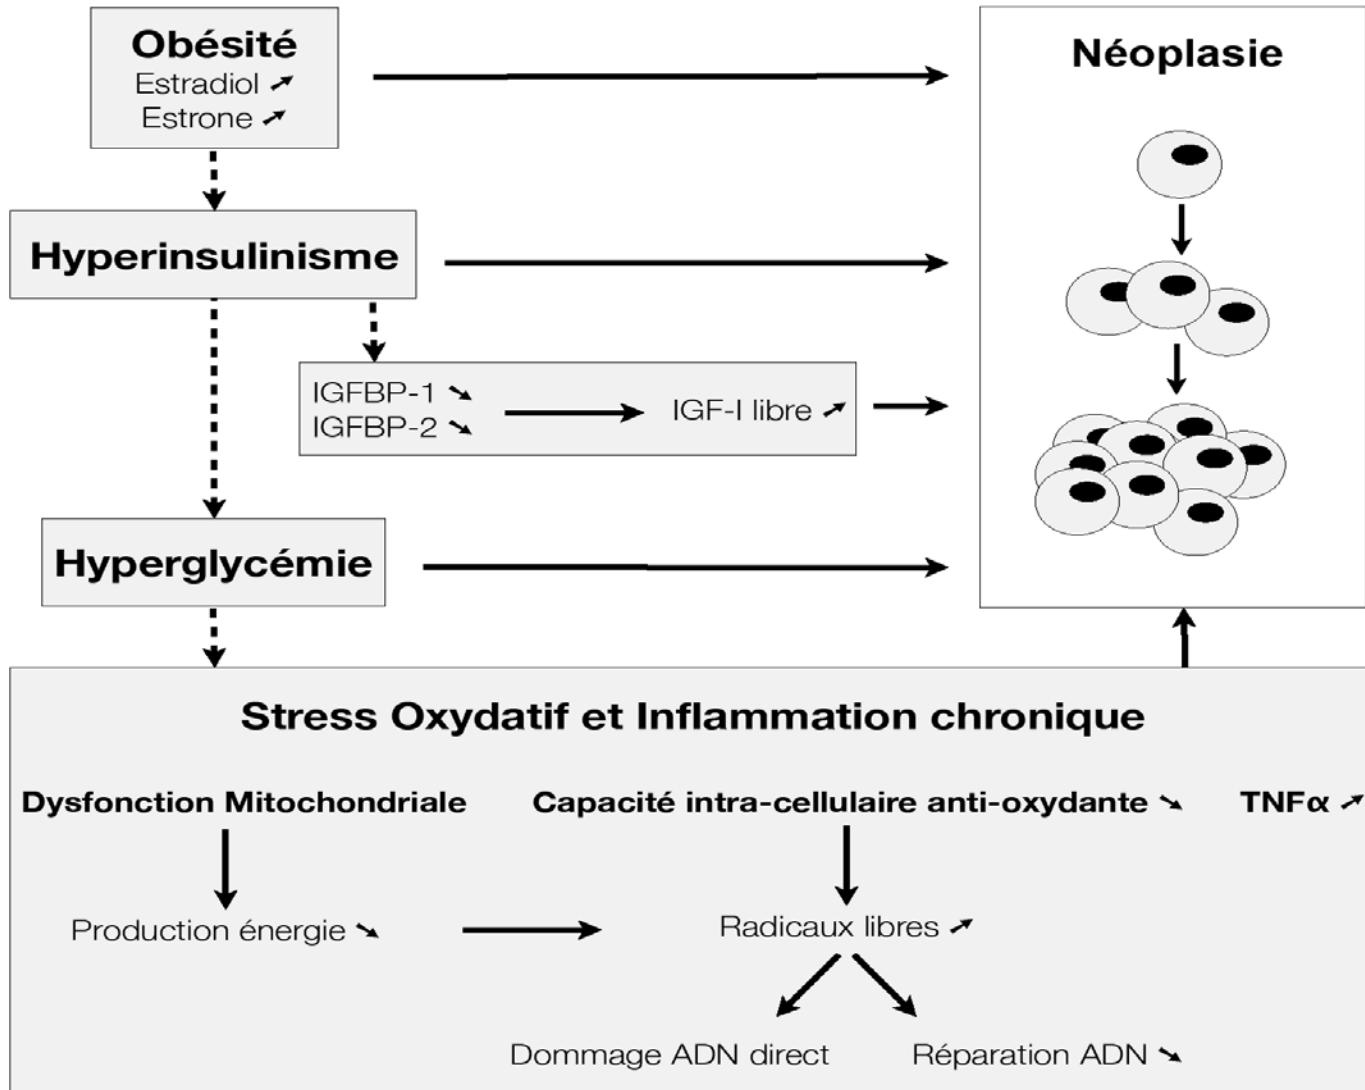 Obésité
Estradiol
Estrone
Néoplasie
Hyperinsulinisme
IGFBP-1
IGFBP-2
IGF-I libre
Hyperglycémie
Stress Oxydatif et Inflammation chronique
Dysfonction Mitochondriale
Capacité intra-cellulaire anti-oxydante
TNFα
Production énergie
Radicaux libres
Dommage ADN direct
Réparation ADN